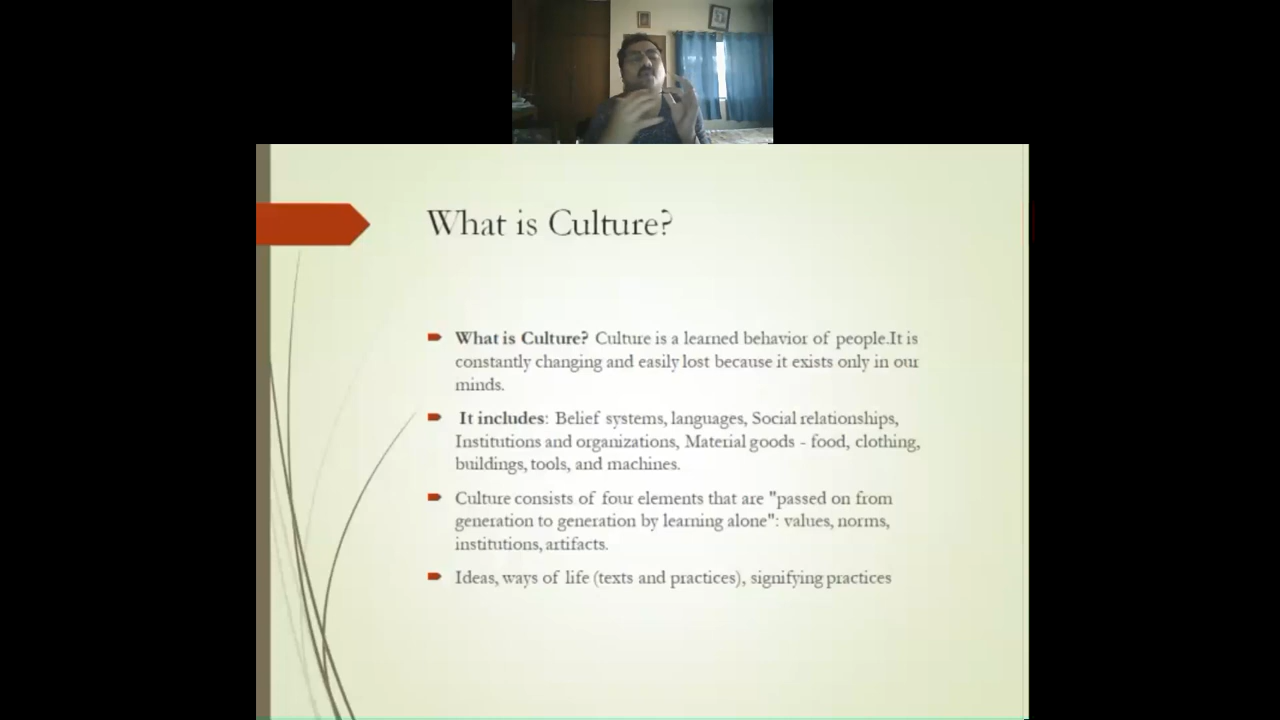 What is Culture?
What is Culture? Culture is a learned behavior of people.It is
constantly changing and easily lost because it exists only in our
minds.
It includes: Belief systems, languages, Social relationships,
Institutions and organizations, Material goods - food, clothing,
buildings, tools, and machines.
Culture consists of four elements that are "passed on from
generation to generation by learning alone": values, norms,
institutions, artifacts.
Ideas, ways of life (texts and practices), signifying practices